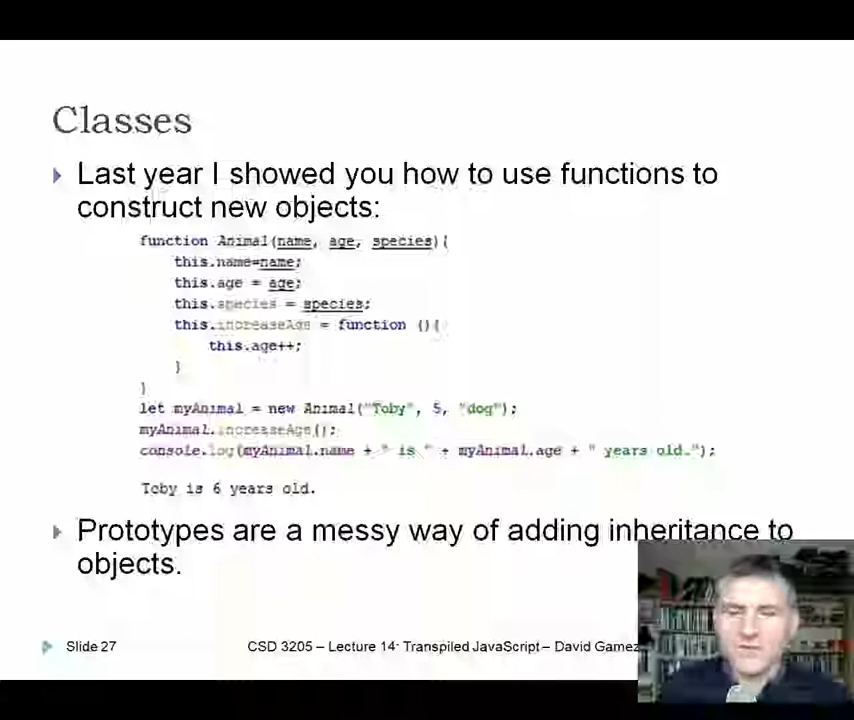 Classes
Last year I showed you how to use functions to
construct new objects:
function Animal(name, age, species){
this.name=name;
this.age = age;
this.species = species;
this.increaseAge = function (){
this.age++;
}
}
let myAnimal = new Animal("Toby", 5, "dog");
myAnimal.increaseAge();
console.log(myAnimal.name + " is " + myAnimal.age + " years old.");
Toby is 6 years old.
Prototypes are a messy way of adding inheritance to
objects.
Slide 27
CSD 3205 – Lecture 14: Transpiled JavaScript – David Gamez